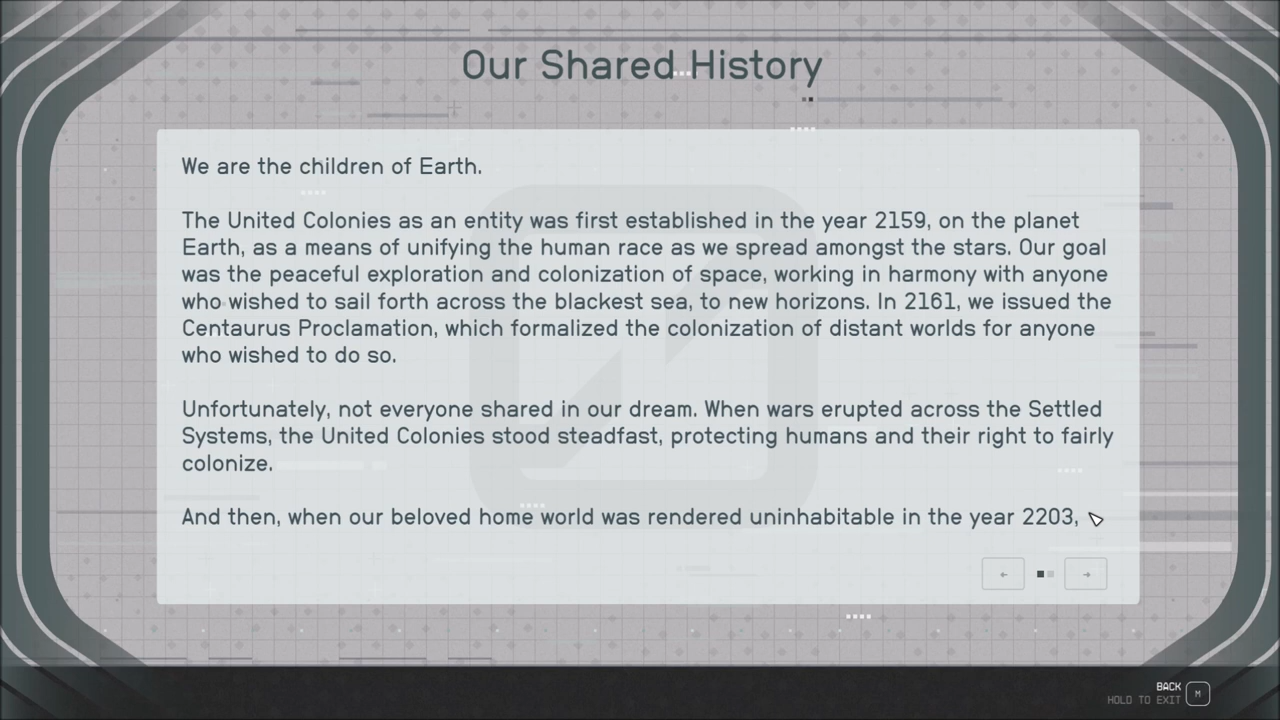 Our Shared History
We are the children of Earth.
The United Colonies as an entity was first established in the year 2159, on the planet
Earth, as a means of unifying the human race as we spread amongst the stars. Our goal
was the peaceful exploration and colonization of space, working in harmony with anyone
who wished to sail forth across the blackest sea, to new horizons. In 2161, we issued the
Centaurus Proclamation, which formalized the colonization of distant worlds for anyone
who wished to do so.
Unfortunately, not everyone shared in our dream. When wars erupted across the Settled
Systems, the United Colonies stood steadfast, protecting humans and their right to fairly
colonize.
And then, when our beloved home world was rendered uninhabitable in the year 2203,
BACK
HOLD TO EXIT M